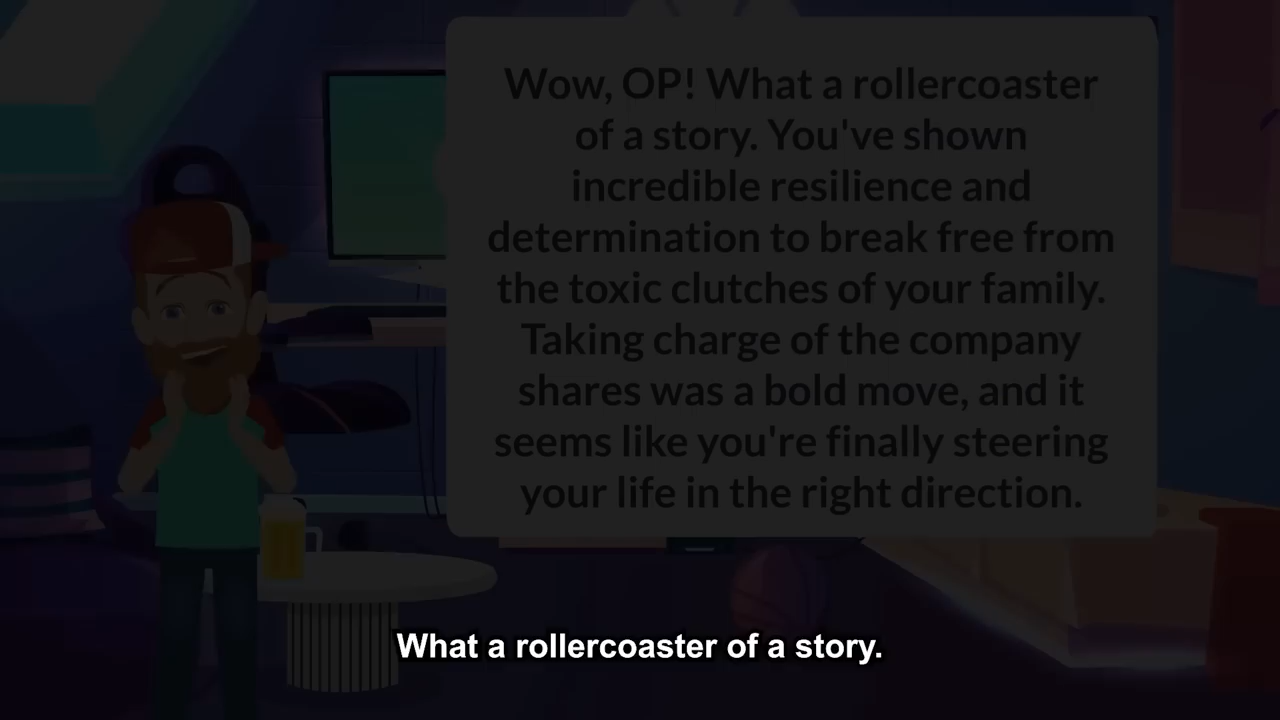 Wow, OP! What a rollercoaster
of a story. You've shown
incredible resilience and
determination to break free from
the toxic clutches of your family.
Taking charge of the company
shares was a bold move, and it
seems like you're finally steering
your life in the right direction.
What a rollercoaster of a story.